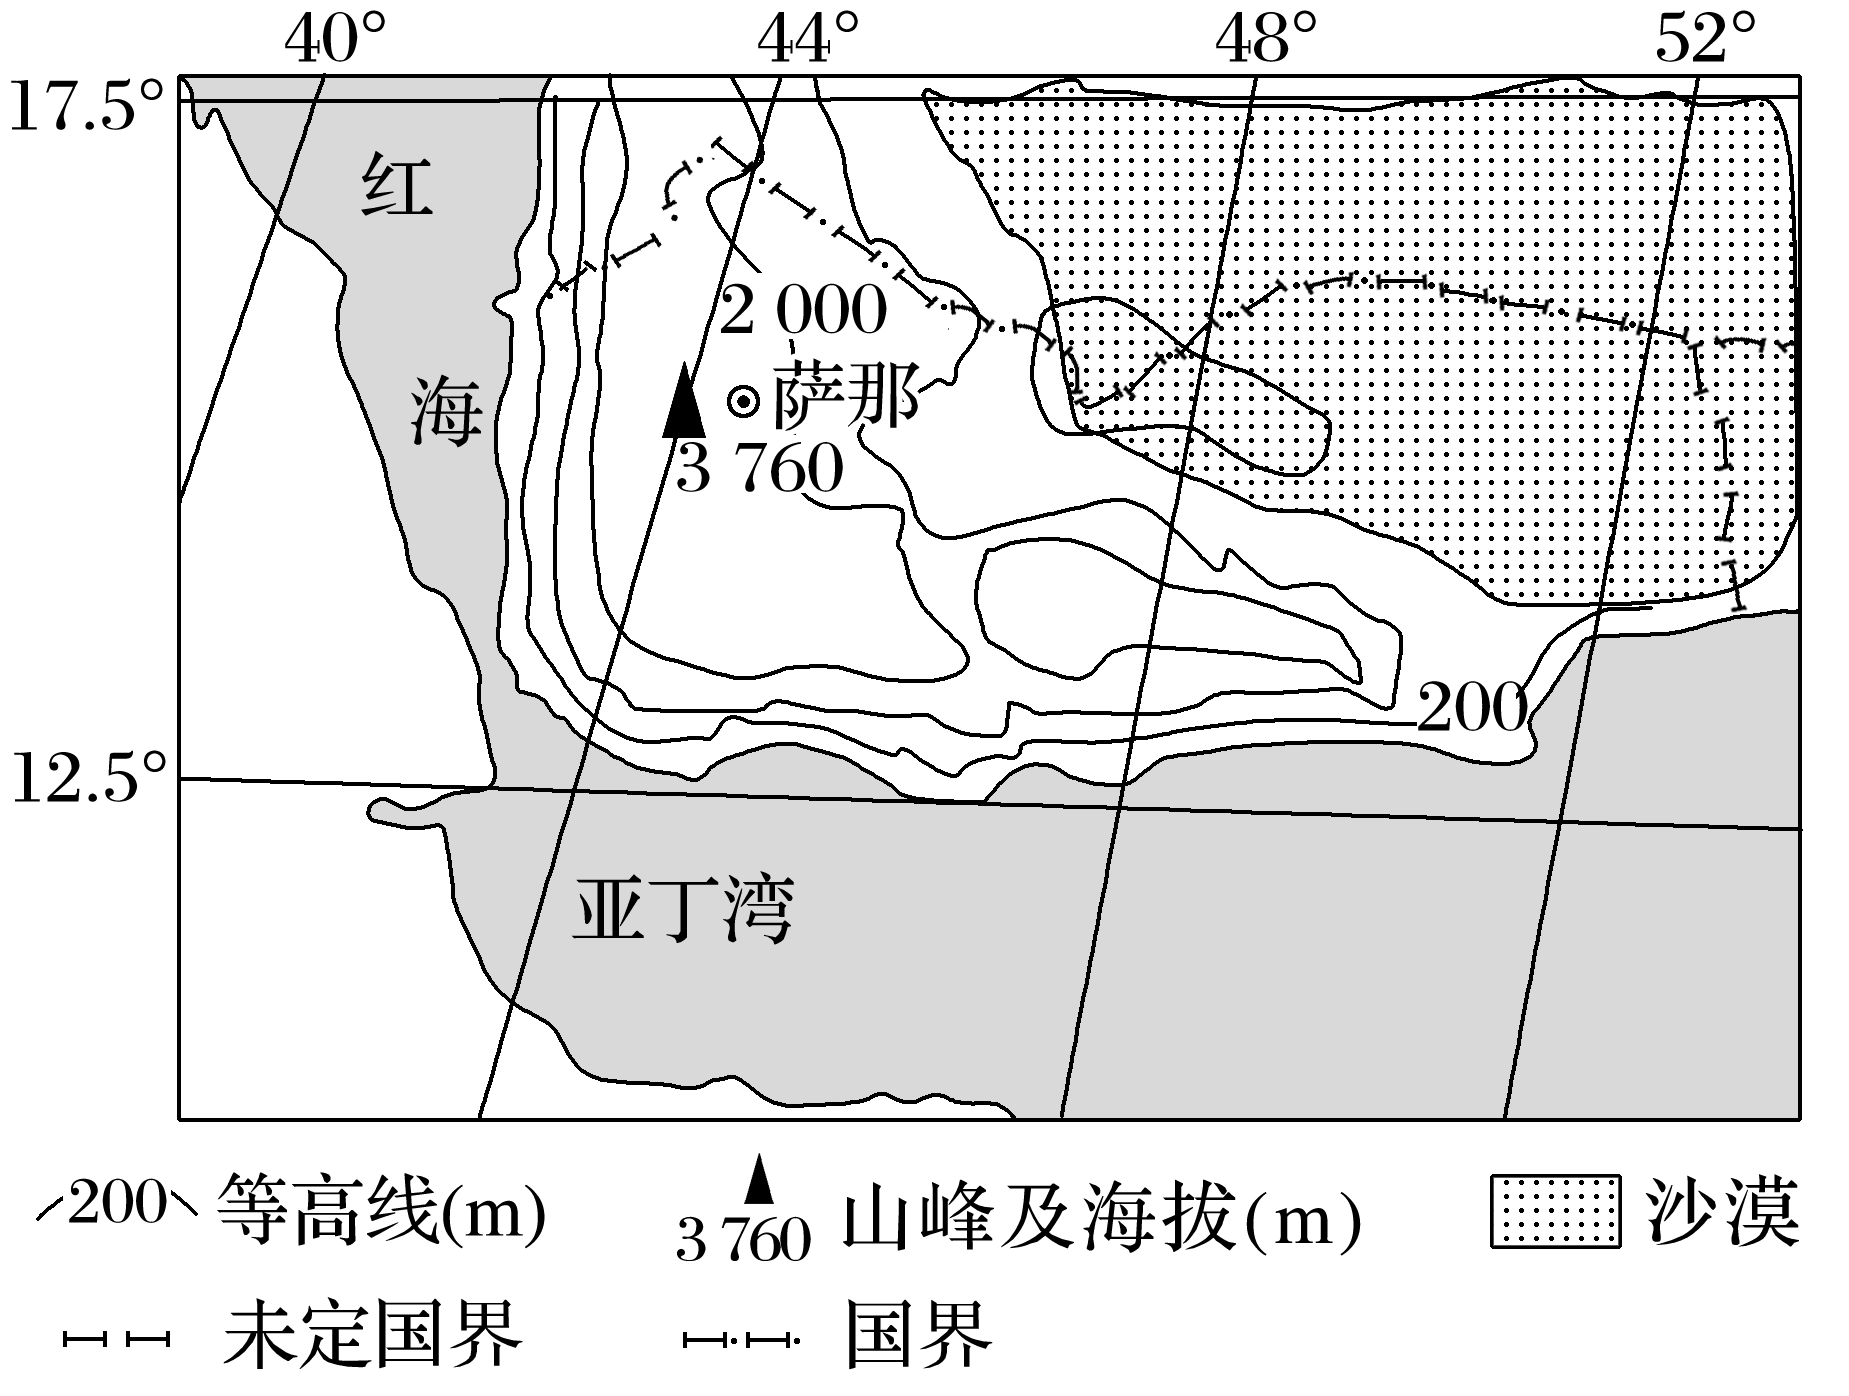 40° 44° 48° 52°
17.5°
红
海
2 000
萨那
3 760
200
12.5°
亚丁湾
200 等高线(m)
3 760 山峰及海拔(m)
沙漠
未定国界
国界